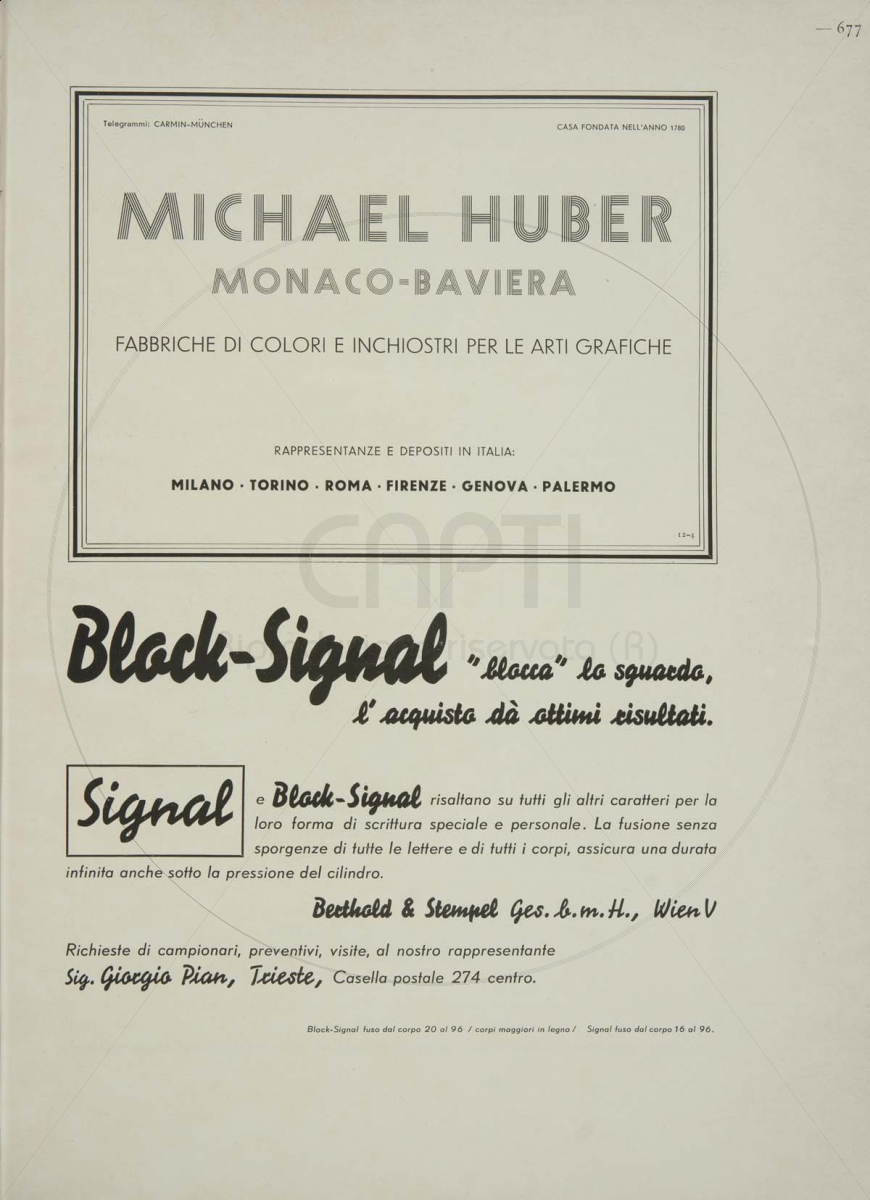 — 677
Telegrammi: CARMIN-MÜNCHEN
CASA FONDATA NELL'ANNO 1780
MICHAEL HUBER
MONACO-BAVIERA
FABBRICHE DI COLORI E INCHIOSTRI PER LE ARTI GRAFICHE
RAPPRESENTANZE E DEPOSITI IN ITALIA:
MILANO · TORINO · ROMA · FIRENZE · GENOVA · PALERMO
12-4
CAPTI
riservato (R)
Block-Signal "blocca" lo sguardo,
l'acquisto dà ottimi risultati.
Signal e Block-Signal risaltano su tutti gli altri caratteri per la
loro forma di scrittura speciale e personale. La fusione senza
sporgenze di tutte le lettere e di tutti i corpi, assicura una durata
infinita anche sotto la pressione del cilindro.
Berthold & Stempel Ges.b.m.H., Wien V
Richieste di campionari, preventivi, visite, al nostro rappresentante
Sig. Giorgio Pian, Trieste, Casella postale 274 centro.
Block-Signal fuso dal corpo 20 al 96 / corpi maggiori in legno / Signal fuso dal corpo 16 al 96.